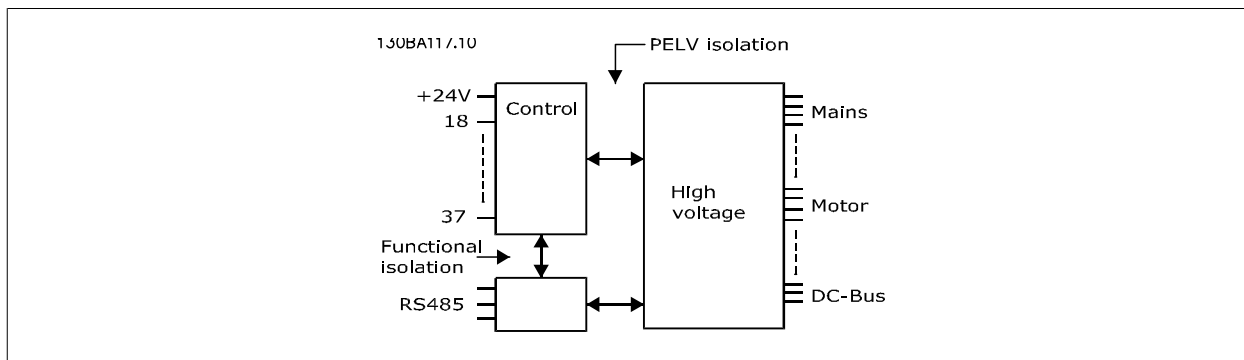 130BA117.10
PELV isolation
+24V
Control
18
Mains
High
voltage
37
Motor
Functional
isolation
RS485
DC-Bus